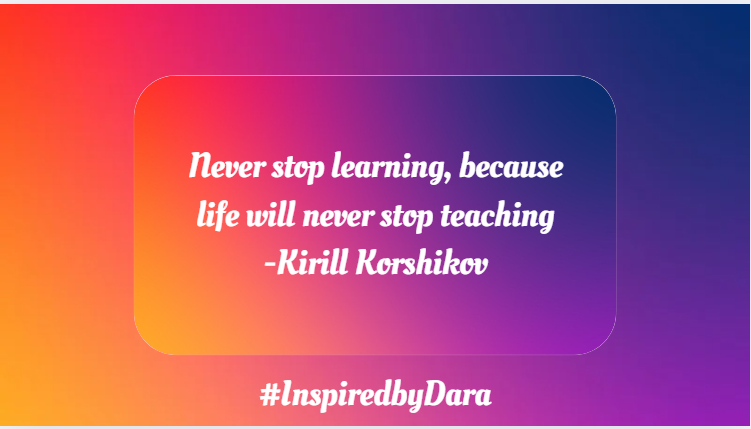 Never stop learning, because
life will never stop teaching
-Kirill Korshikov
#InspiredbyDara